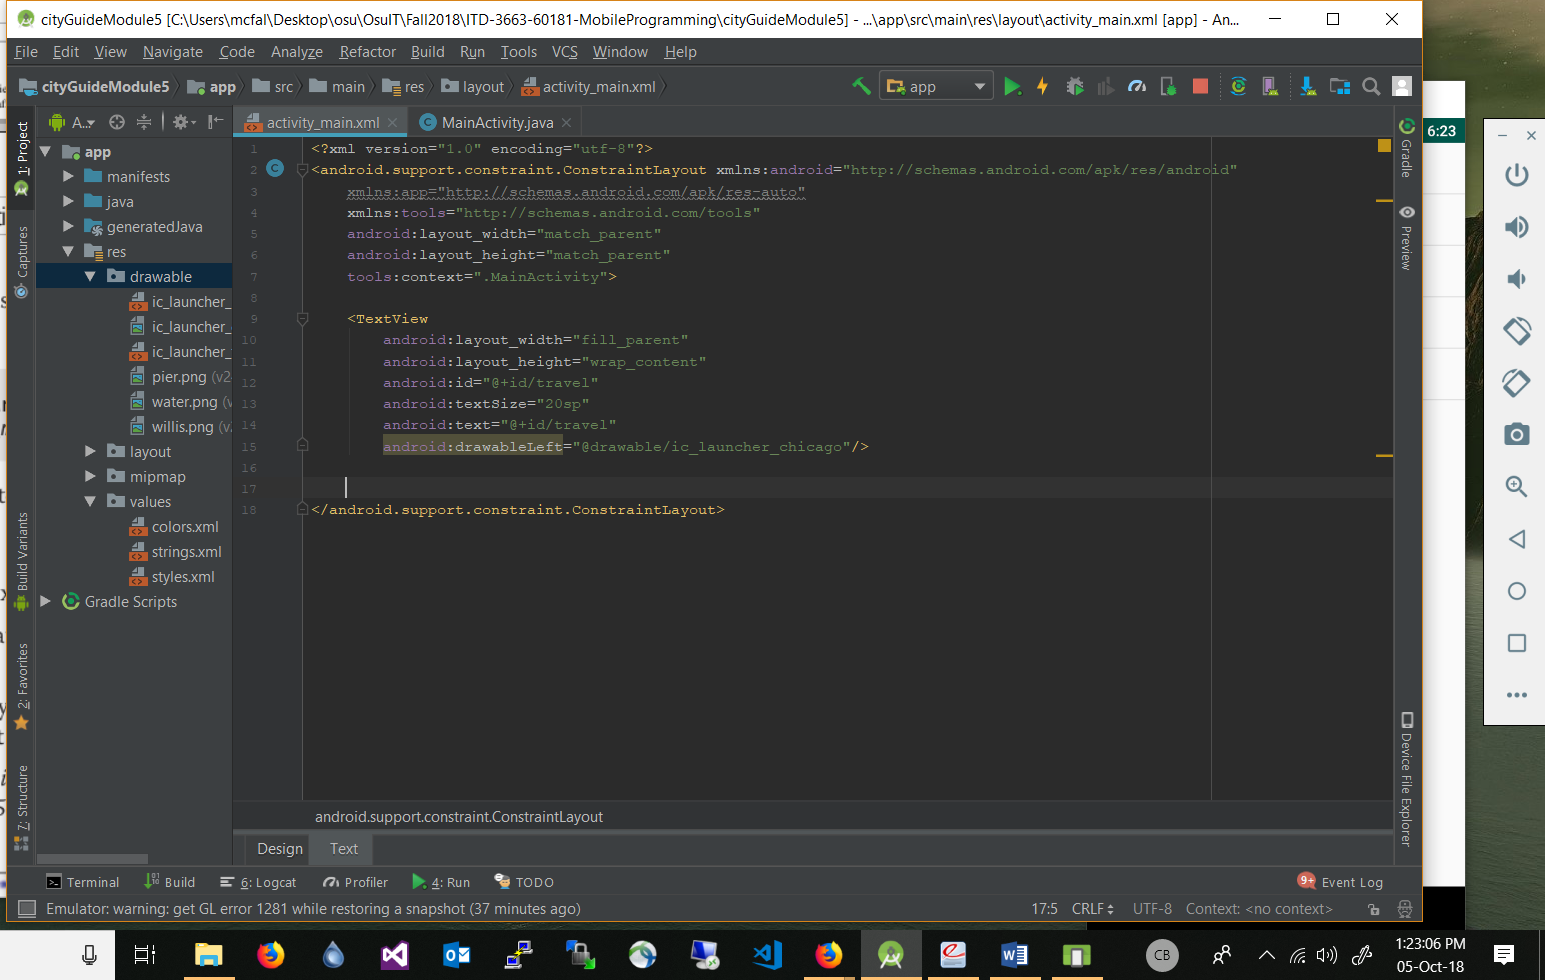 cityGuideModule5 [C:\Users\mcfal\Desktop\osu\OsuIT\Fall2018\ITD-3663-60181-MobileProgramming\cityGuideModule5] - ...\app\src\main\res\layout\activity_main.xml [app] - An...
File Edit View Navigate Code Analyze Refactor Build Run Tools VCS Window Help
cityGuideModule5 app src main res layout activity_main.xml app
A... activity_main.xml MainActivity.java
6:23
1: Project
Captures
Build Variants
2: Favorites
7: Structure
app
manifests
java
generatedJava
res
drawable
ic_launcher_
ic_launcher_
ic_launcher_
pier.png (v2
water.png (v
willis.png (v
layout
mipmap
values
colors.xml
strings.xml
styles.xml
Gradle Scripts
1 <?xml version="1.0" encoding="utf-8"?>
2 <android.support.constraint.ConstraintLayout xmlns:android="http://schemas.android.com/apk/res/android"
3 xmlns:app="http://schemas.android.com/apk/res-auto"
4 xmlns:tools="http://schemas.android.com/tools"
5 android:layout_width="match_parent"
6 android:layout_height="match_parent"
7 tools:context=".MainActivity">
8
9 <TextView
10 android:layout_width="fill_parent"
11 android:layout_height="wrap_content"
12 android:id="@+id/travel"
13 android:textSize="20sp"
14 android:text="@+id/travel"
15 android:drawableLeft="@drawable/ic_launcher_chicago"/>
16
17
18 </android.support.constraint.ConstraintLayout>
Gradle
Preview
Device File Explorer
android.support.constraint.ConstraintLayout
Design Text
Terminal Build 6: Logcat Profiler 4: Run TODO 9+ Event Log
Emulator: warning: get GL error 1281 while restoring a snapshot (37 minutes ago) 17:5 CRLF UTF-8 Context: <no context>
CB
1:23:06 PM
05-Oct-18